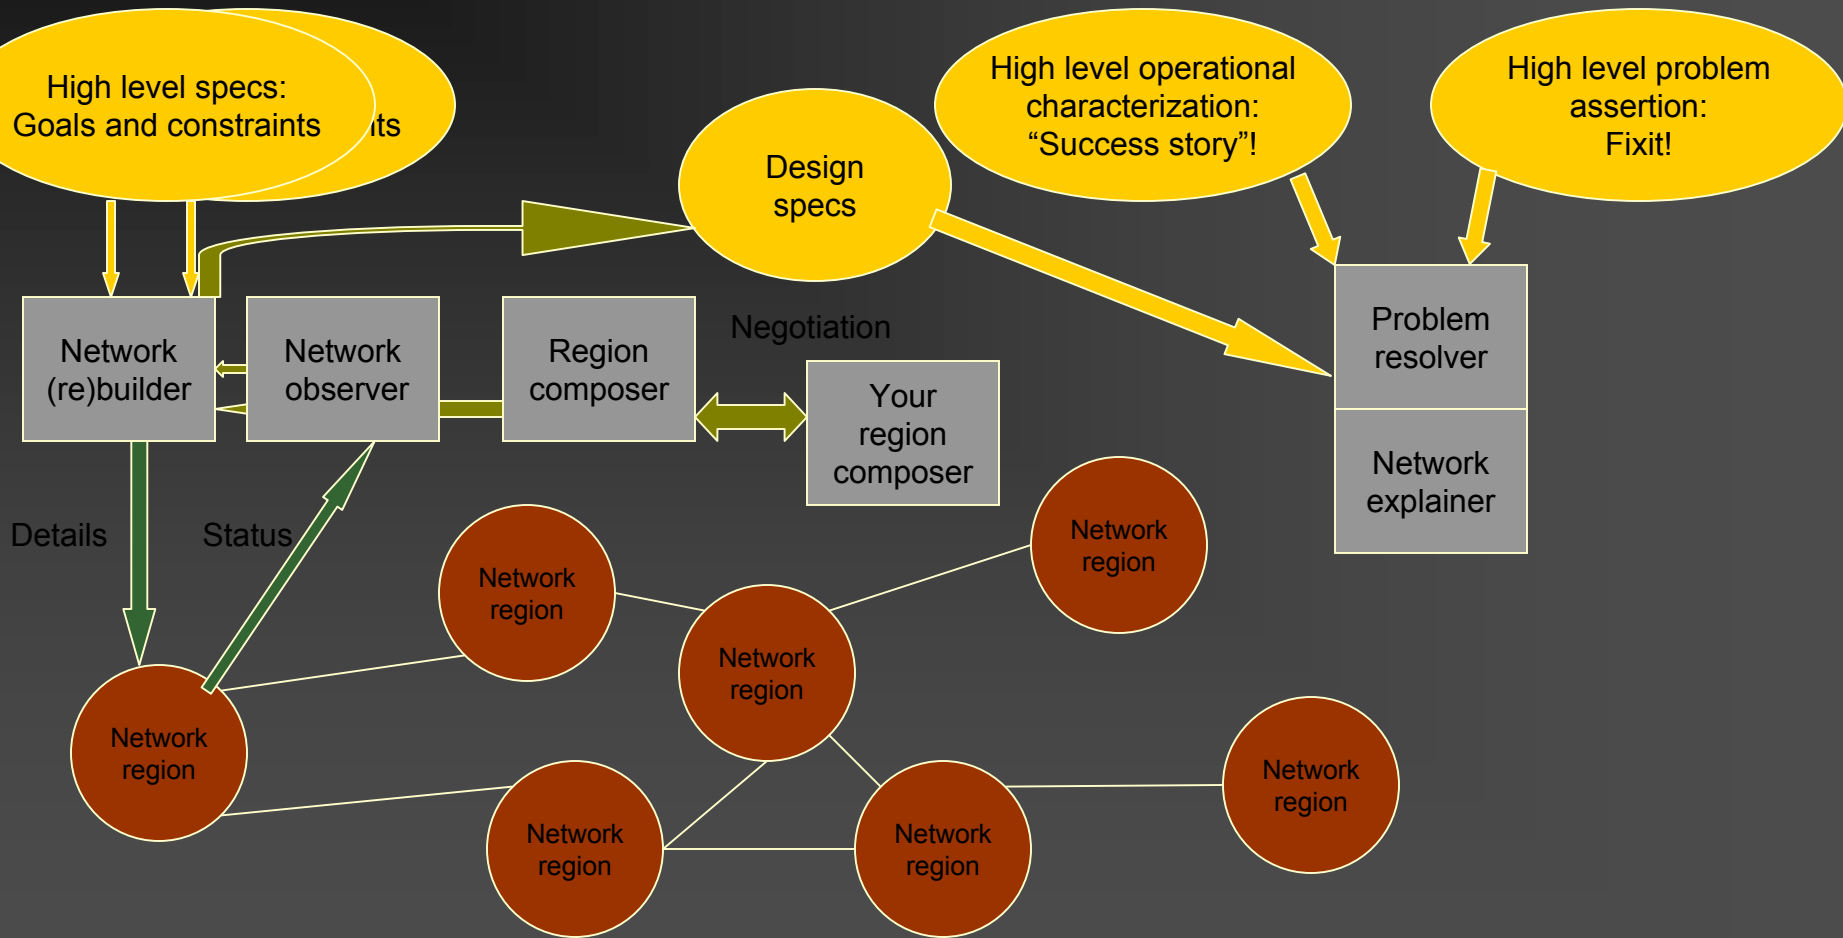 High level specs:
Goals and constraints
its
High level operational
characterization:
“Success story”!
High level problem
assertion:
Fixit!
Design
specs
Network
(re)builder
Network
observer
Region
composer
Negotiation
Your
region
composer
Problem
resolver
Network
explainer
Details
Status
Network
region
Network
region
Network
region
Network
region
Network
region
Network
region
Network
region